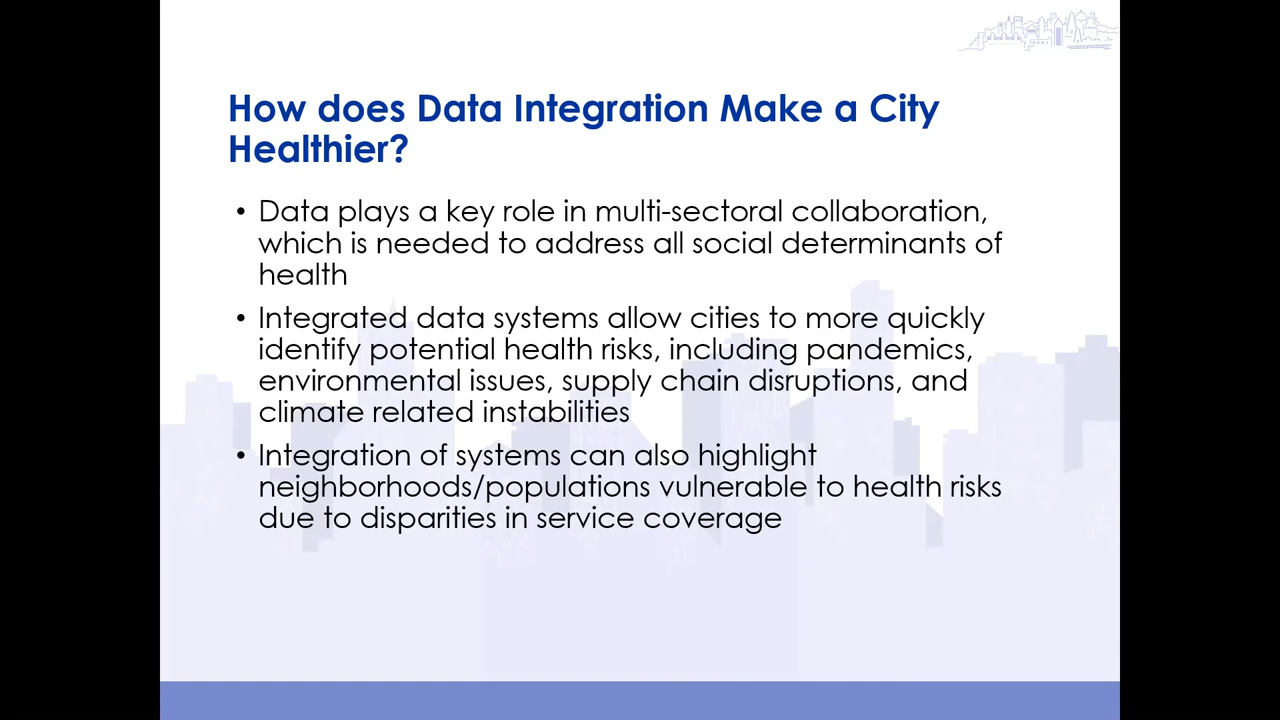 How does Data Integration Make a City
Healthier?
• Data plays a key role in multi-sectoral collaboration,
which is needed to address all social determinants of
health
• Integrated data systems allow cities to more quickly
identify potential health risks, including pandemics,
environmental issues, supply chain disruptions, and
climate related instabilities
• Integration of systems can also highlight
neighborhoods/populations vulnerable to health risks
due to disparities in service coverage